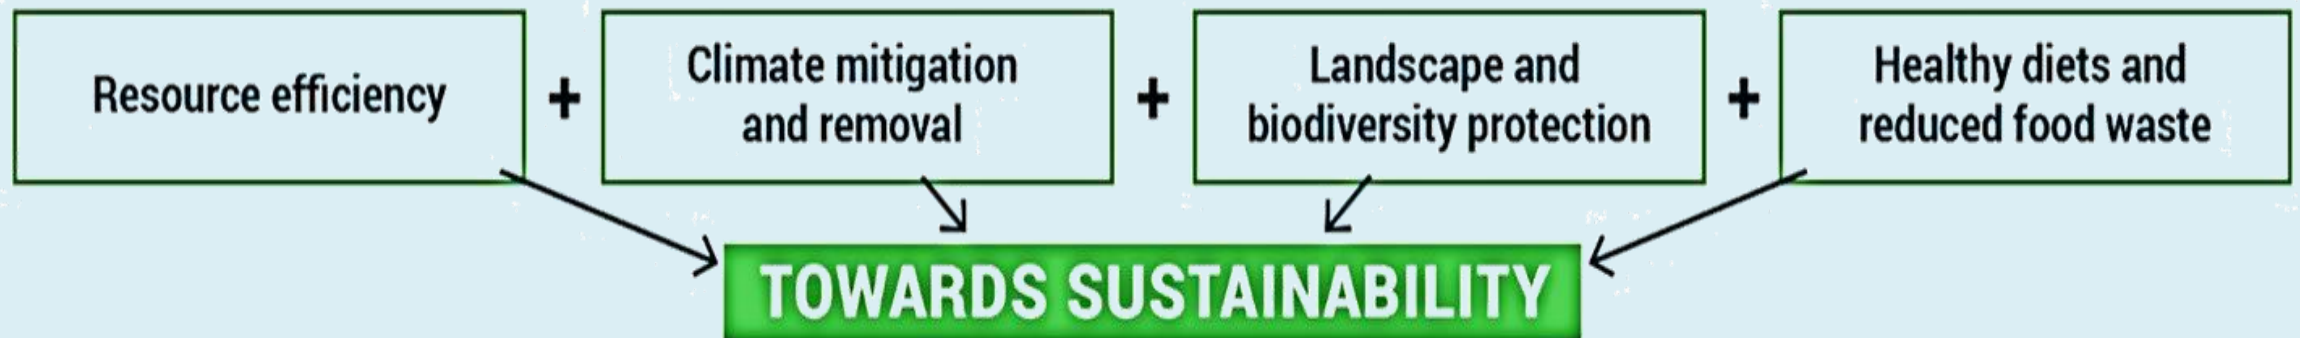 Resource efficiency
+
Climate mitigation
and removal
+
Landscape and
biodiversity protection
+
Healthy diets and
reduced food waste
TOWARDS SUSTAINABILITY